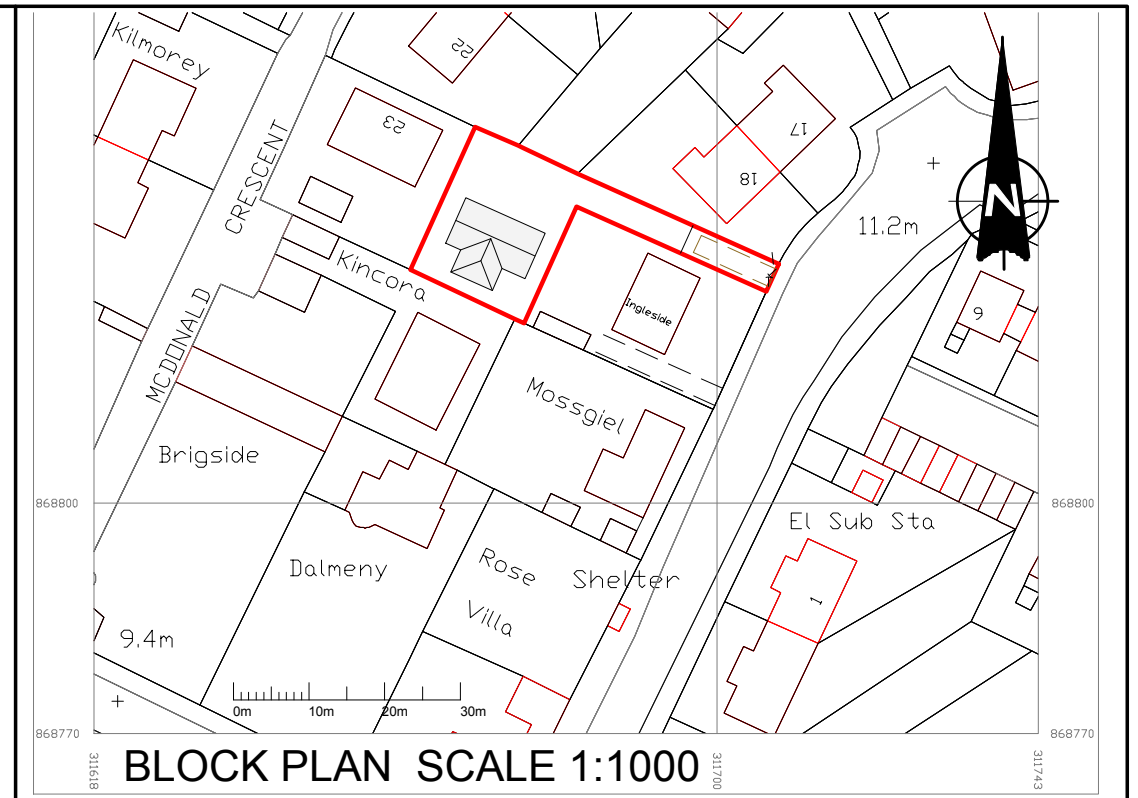 Kilmorey
22
23
17
18
CRESCENT
11.2m
N
Kincora
Ingleside
9
MCDONALD
Mossgiel
Brigside
868800
868800
El Sub Sta
Dalmeny
Rose
Villa
Shelter
1
9.4m
0m 10m 20m 30m
868770
868770
311618
311700
311743
BLOCK PLAN SCALE 1:1000